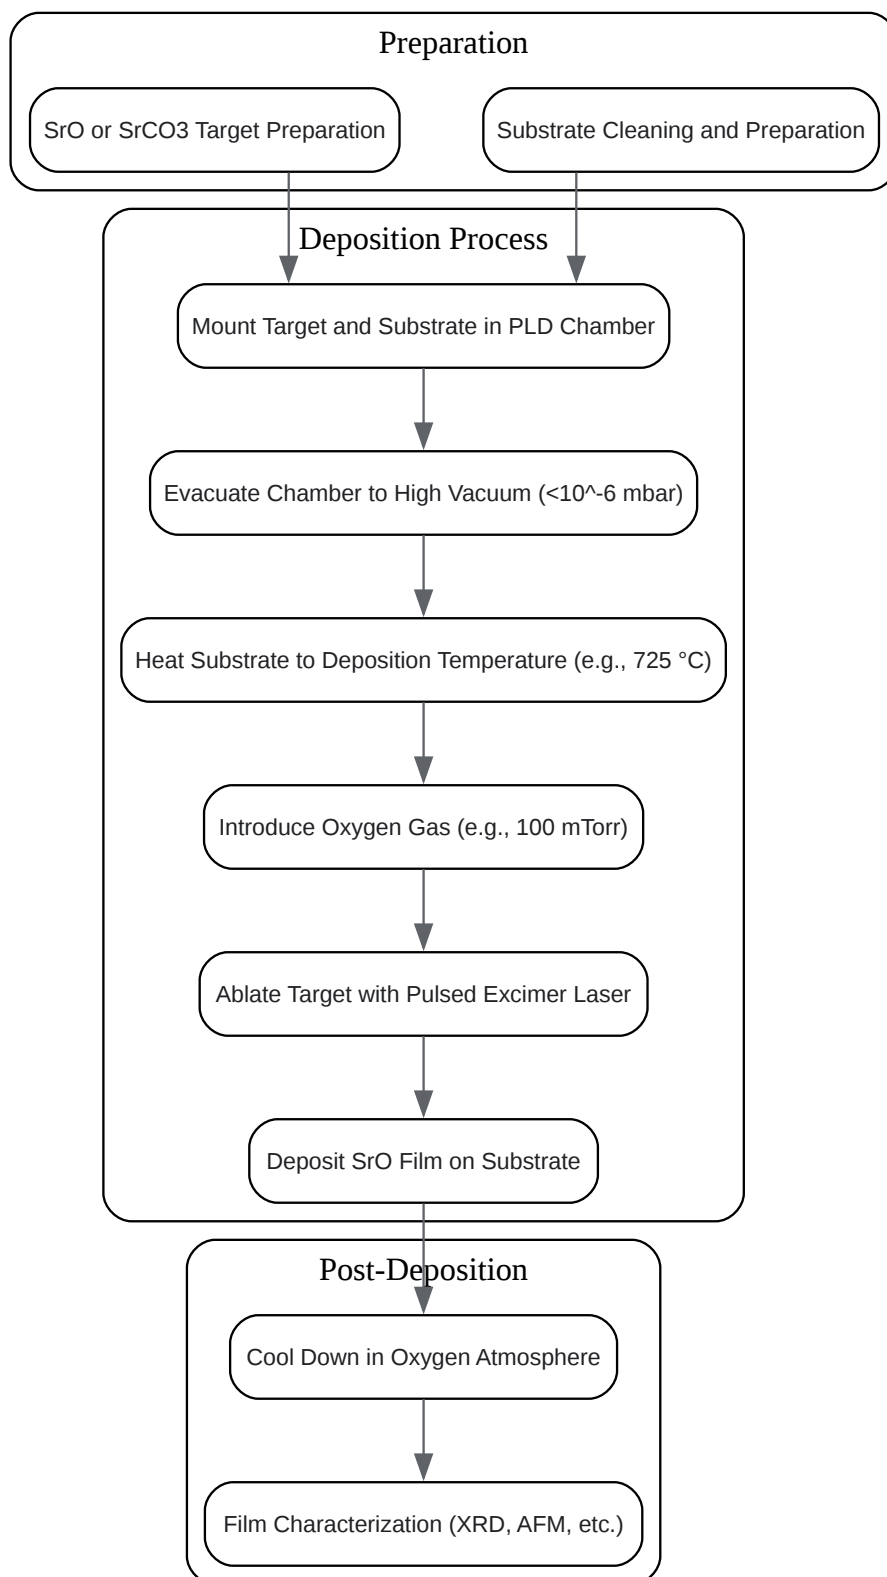 Preparation
SrO or SrCO3 Target Preparation
Substrate Cleaning and Preparation
Deposition Process
Mount Target and Substrate in PLD Chamber
Evacuate Chamber to High Vacuum (<10^-6 mbar)
Heat Substrate to Deposition Temperature (e.g., 725 °C)
Introduce Oxygen Gas (e.g., 100 mTorr)
Ablate Target with Pulsed Excimer Laser
Deposit SrO Film on Substrate
Post-Deposition
Cool Down in Oxygen Atmosphere
Film Characterization (XRD, AFM, etc.)